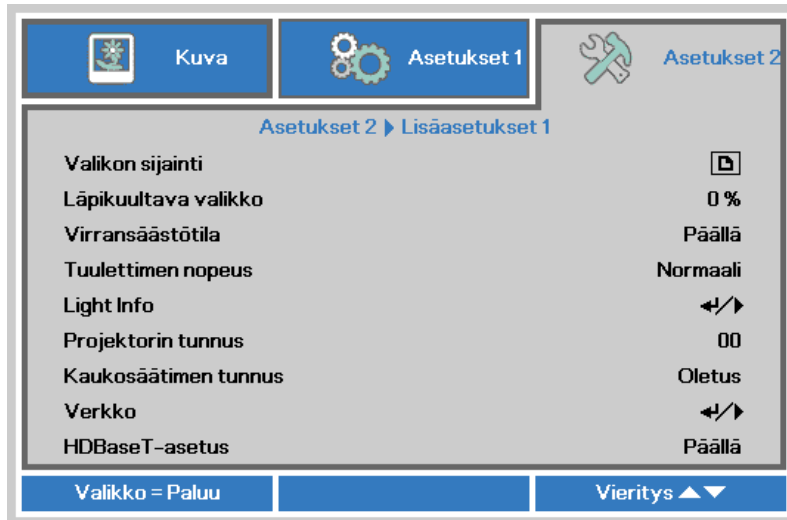 Kuva
Asetukset 1
Asetukset 2
Asetukset 2 Lisäasetukset 1
Valikon sijainti
Läpikuultava valikko 0 %
Virransäästötila Päällä
Tuulettimen nopeus Normaali
Light Info
Projektorin tunnus 00
Kaukosäätimen tunnus Oletus
Verkko
HDBaseT-asetus Päällä
Valikko = Paluu
Vieritys